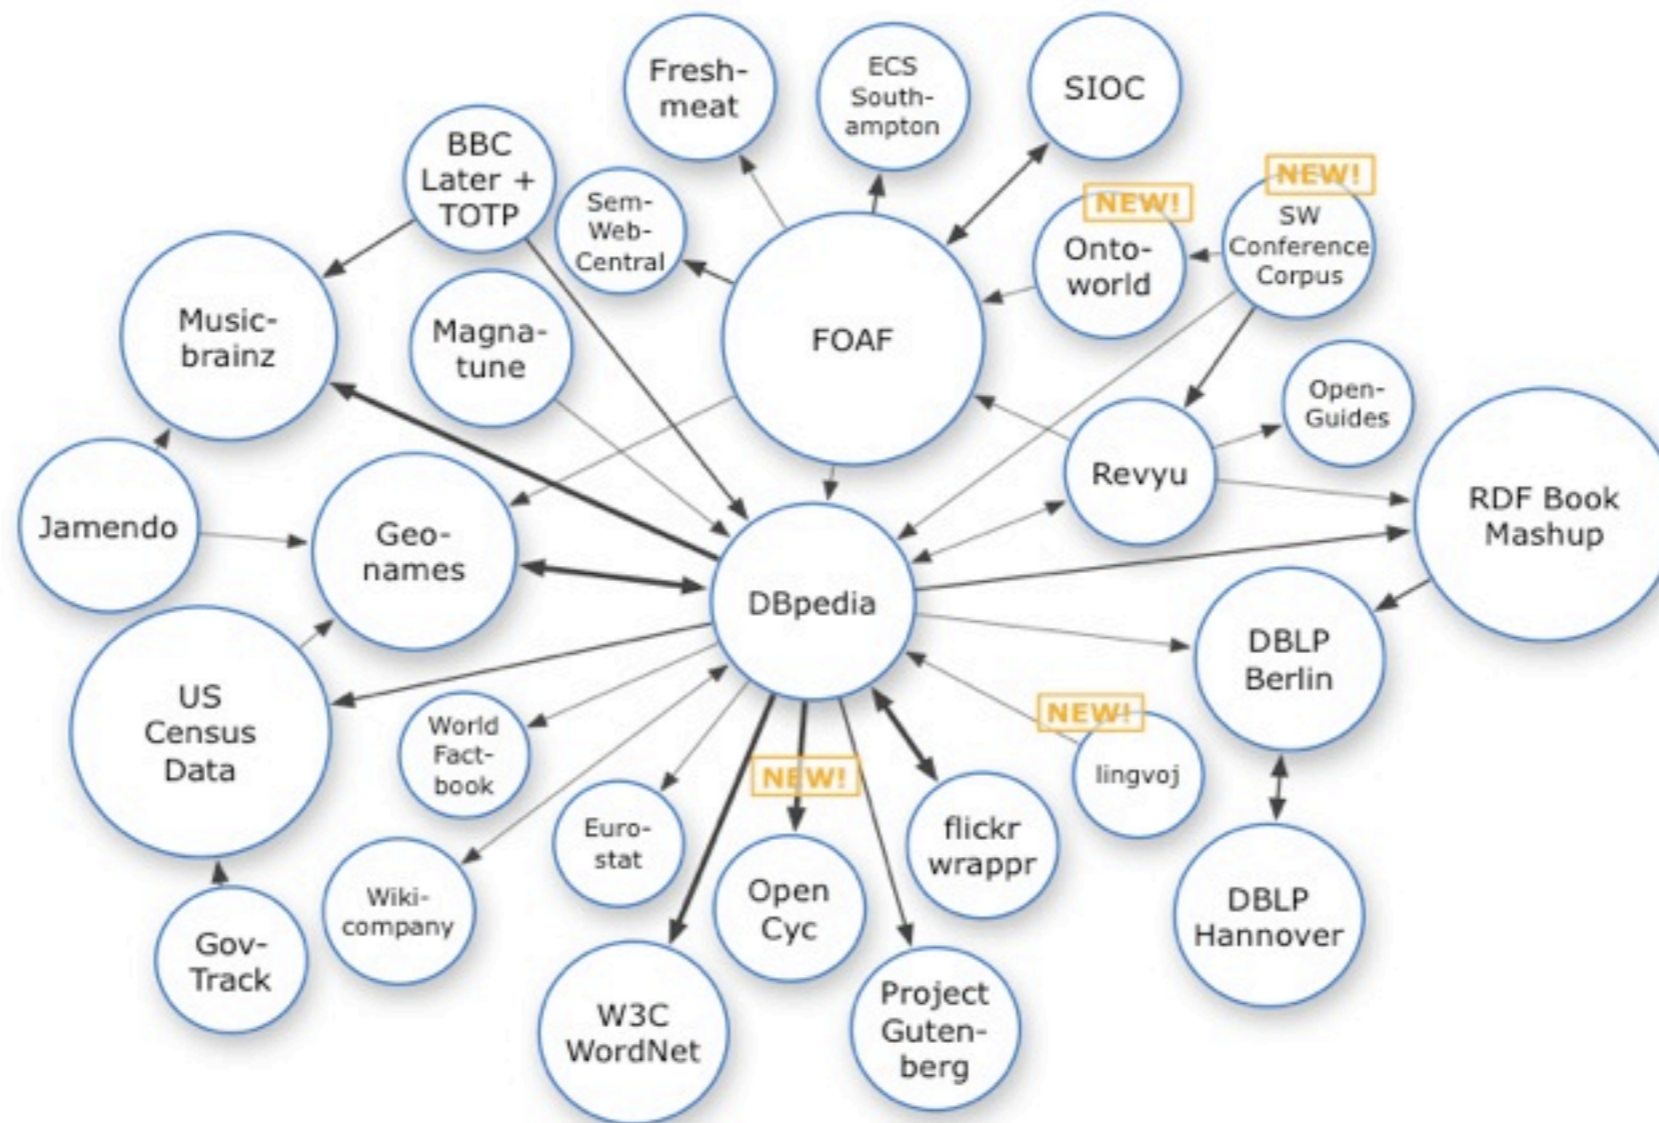 Fresh-
meat
ECS
South-
ampton
SIOC
BBC
Later +
TOTP
Sem-
Web-
Central
NEW!
Onto-
world
NEW!
SW
Conference
Corpus
Music-
brainz
Magna-
tune
FOAF
Open-
Guides
Revyu
RDF Book
Mashup
Jamendo
Geo-
names
DBpedia
DBLP
Berlin
US
Census
Data
World
Fact-
book
NEW!
lingvoj
Euro-
stat
NEW!
Open
Cyc
flickr
wrappr
Wiki-
company
DBLP
Hannover
Gov-
Track
W3C
WordNet
Project
Guten-
berg